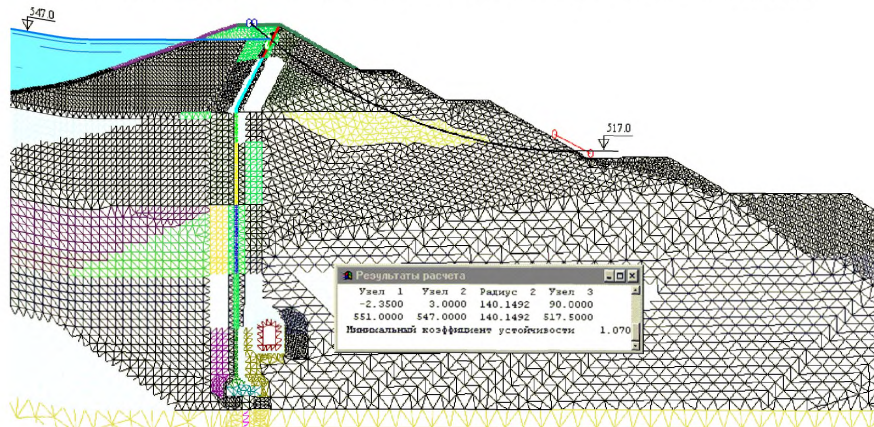 547.0
517.0
Результаты расчета
Узел 1 Узел 2 Радиус 2 Узел 3
-2.3500 3.0000 140.1492 90.0000
551.0000 547.0000 140.1492 517.5000
Минимальный коэффициент устойчивости 1.070